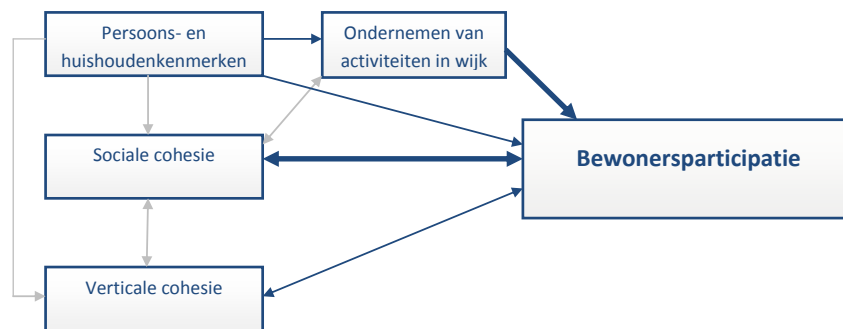 Persoons- en
huishoudenkenmerken
Ondernemen van
activiteiten in wijk
Sociale cohesie
Bewonersparticipatie
Verticale cohesie